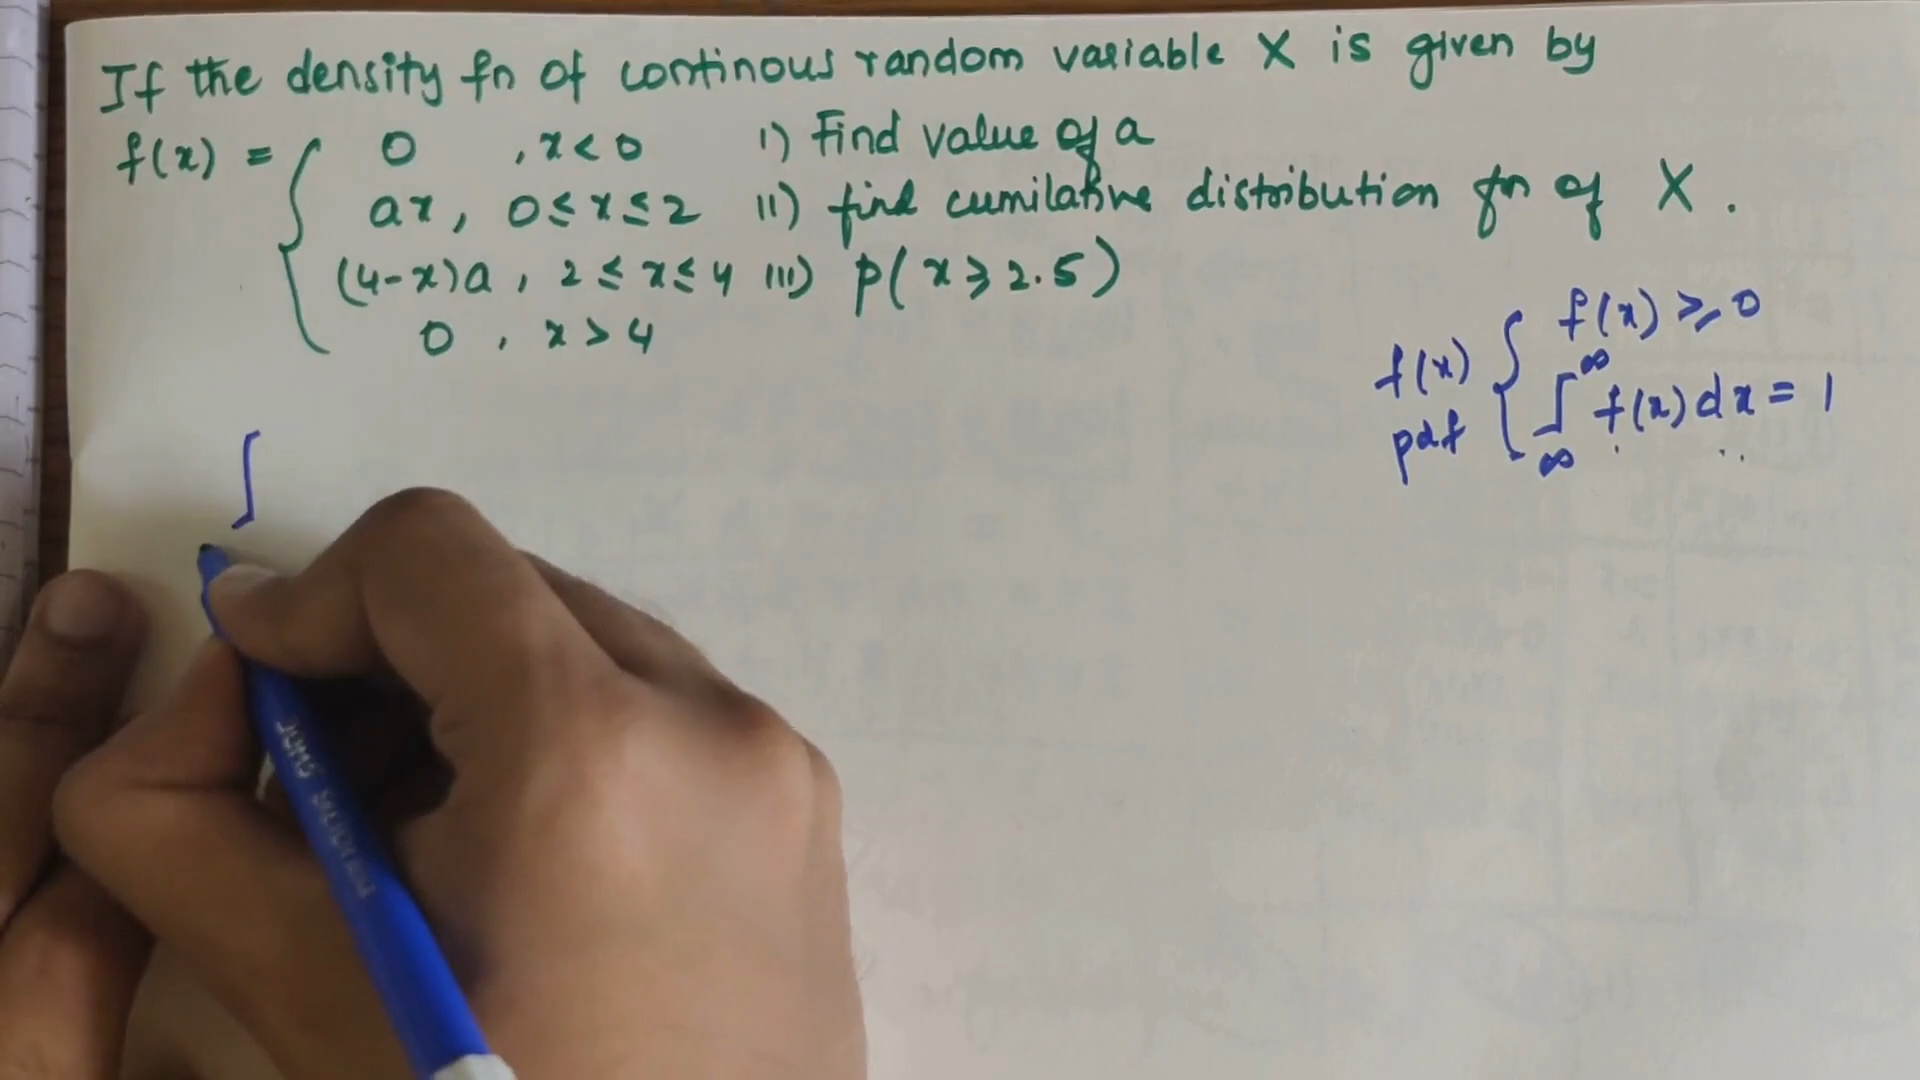 If the density fn of continous random variable X is given by
f(x) = { 0 , x < 0 i) Find value of a
ax, 0 ≤ x ≤ 2 ii) find cumilative distribution fn of X.
(4-x)a, 2 ≤ x ≤ 4 iii) p(x ≥ 2.5)
0, x > 4
f(x) pdf { f(x) ≥ 0
∫ ∞ ∞ f(x) dx = 1
∫